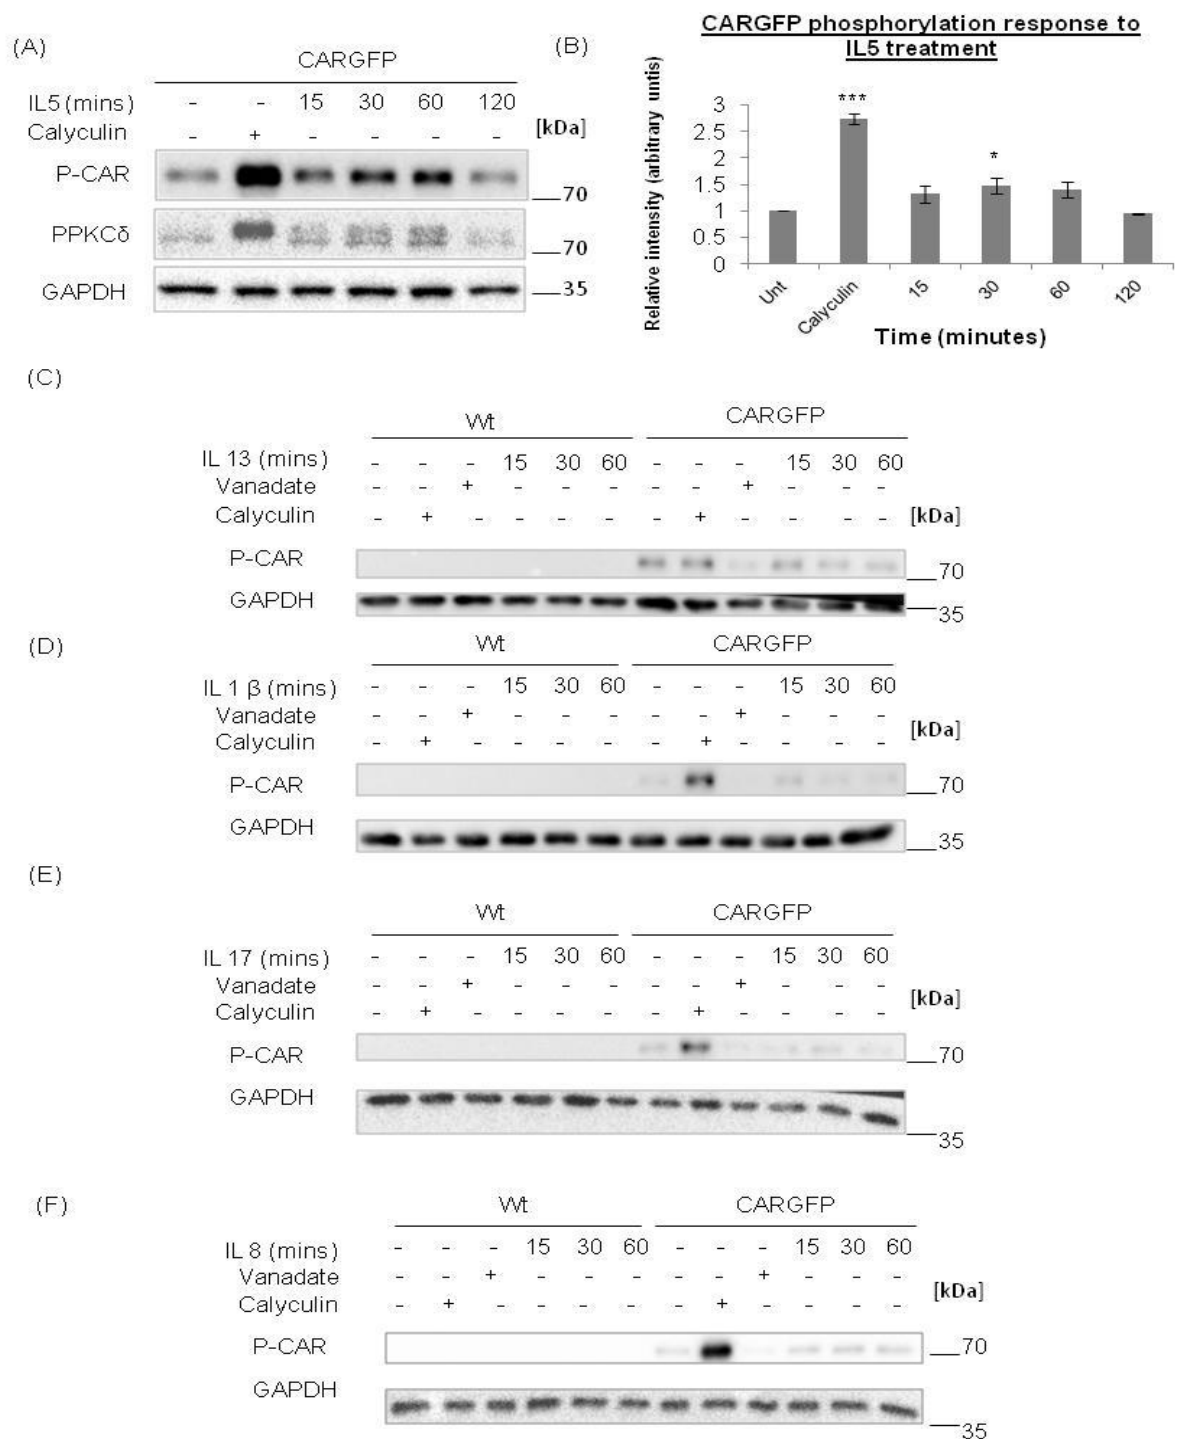 (A)
CARGFP
IL5 (mins) - - 15 30 60 120
Calyculin - + - - - - [kDa]
P-CAR
70
PPKCδ
70
GAPDH
35
(B)
CARGFP phosphorylation response to
IL5 treatment
Relative intensity (arbitrary untis)
3
2.5
2
1.5
1
0.5
0
***
*
Unt Calyculin 15 30 60 120
Time (minutes)
(C)
Wt CARGFP
IL 13 (mins) - - - 15 30 60 - - - 15 30 60
Vanadate - - + - - - - - + - - -
Calyculin - + - - - - - + - - - - [kDa]
P-CAR
70
GAPDH
35
(D)
Wt CARGFP
IL 1 β (mins) - - - 15 30 60 - - - 15 30 60
Vanadate - - + - - - - - + - - -
[kDa]
Calyculin - + - - - - - + - - - -
P-CAR
70
GAPDH
35
(E)
Wt CARGFP
IL 17 (mins) - - - 15 30 60 - - - 15 30 60
Vanadate - - + - - - - - + - - -
[kDa]
Calyculin - + - - - - - + - - - -
P-CAR
70
GAPDH
35
(F)
Wt CARGFP
IL 8 (mins) - - - 15 30 60 - - - 15 30 60
Vanadate - - + - - - - - + - - -
[kDa]
Calyculin - + - - - - - + - - - -
P-CAR
70
GAPDH
35